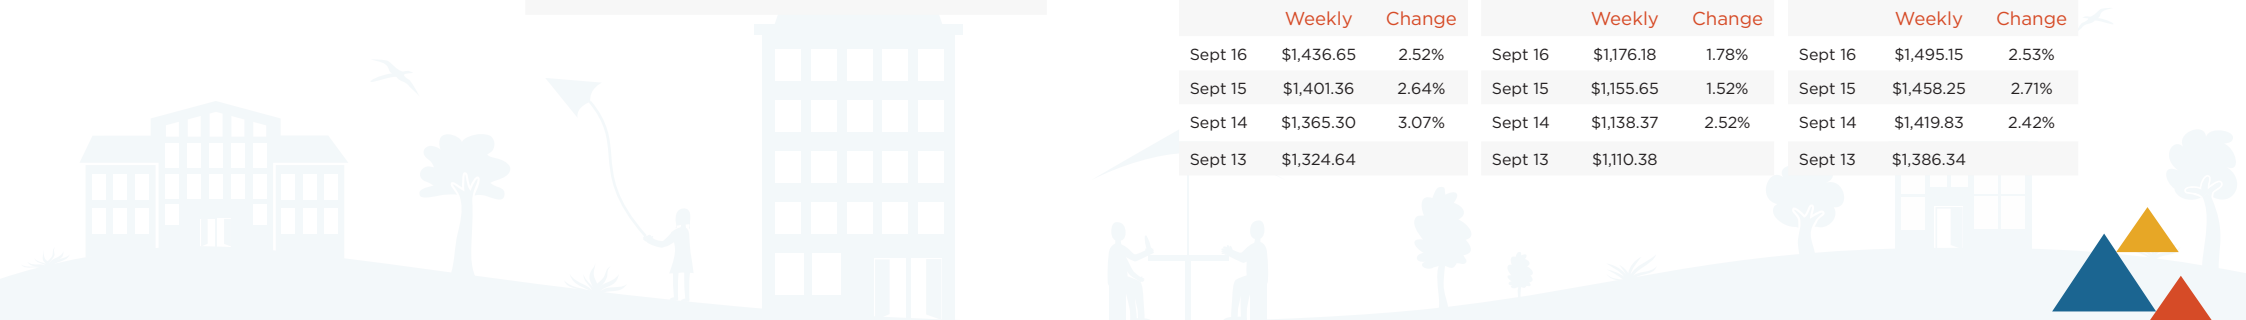 Weekly Change Weekly Change Weekly Change
Sept 16 $1,436.65 2.52% Sept 16 $1,176.18 1.78% Sept 16 $1,495.15 2.53%
Sept 15 $1,401.36 2.64% Sept 15 $1,155.65 1.52% Sept 15 $1,458.25 2.71%
Sept 14 $1,365.30 3.07% Sept 14 $1,138.37 2.52% Sept 14 $1,419.83 2.42%
Sept 13 $1,324.64 Sept 13 $1,110.38 Sept 13 $1,386.34